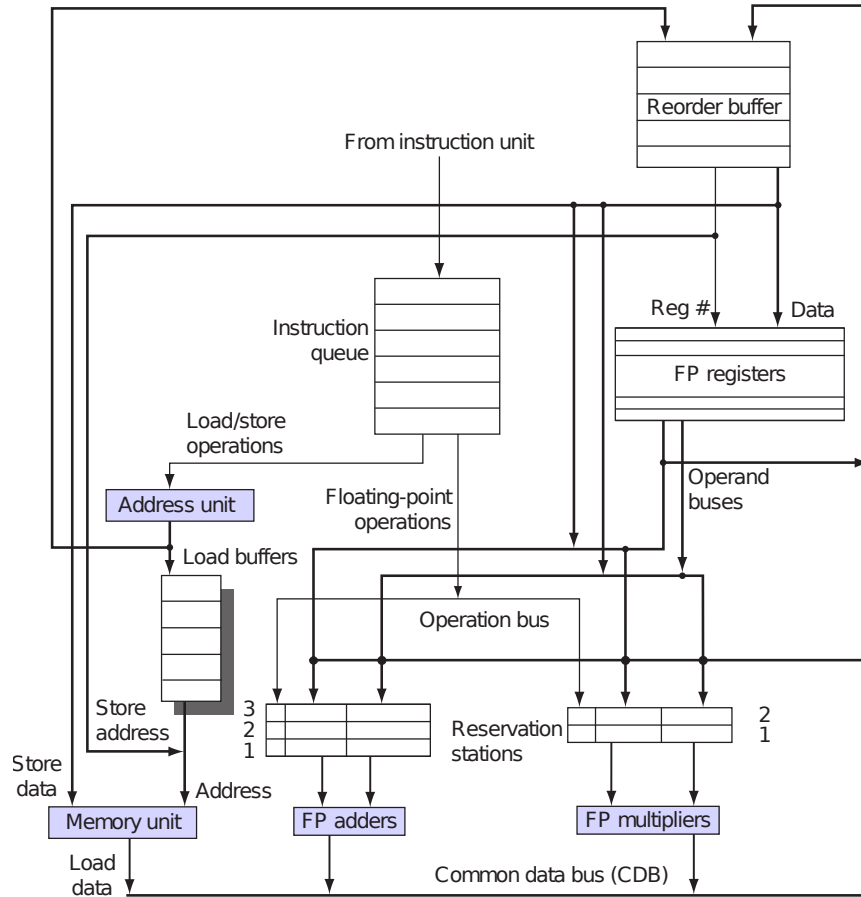 Reorder buffer
From instruction unit
Reg #
Data
Instruction
queue
FP registers
Load/store
operations
Operand
buses
Floating-point
operations
Address unit
Load buffers
Operation bus
Store
address
3
2
1
Reservation
stations
2
1
Store
data
Address
Memory unit
FP adders
FP multipliers
Load
data
Common data bus (CDB)